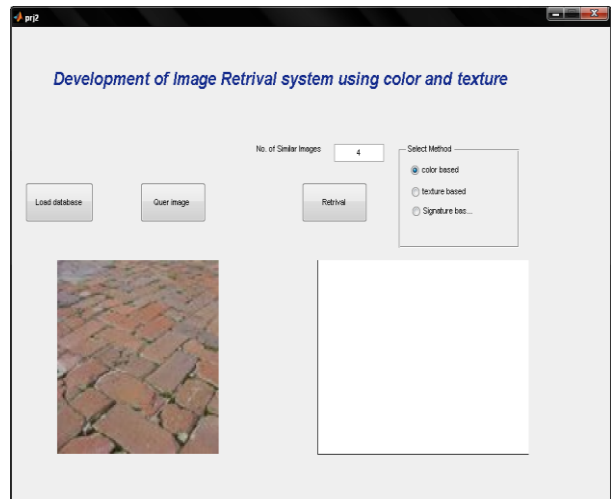 prj2
Development of Image Retrival system using color and texture
No. of Similar Images
4
Select Method
color based
texture based
Signature bas...
Load database
Quer image
Retrival